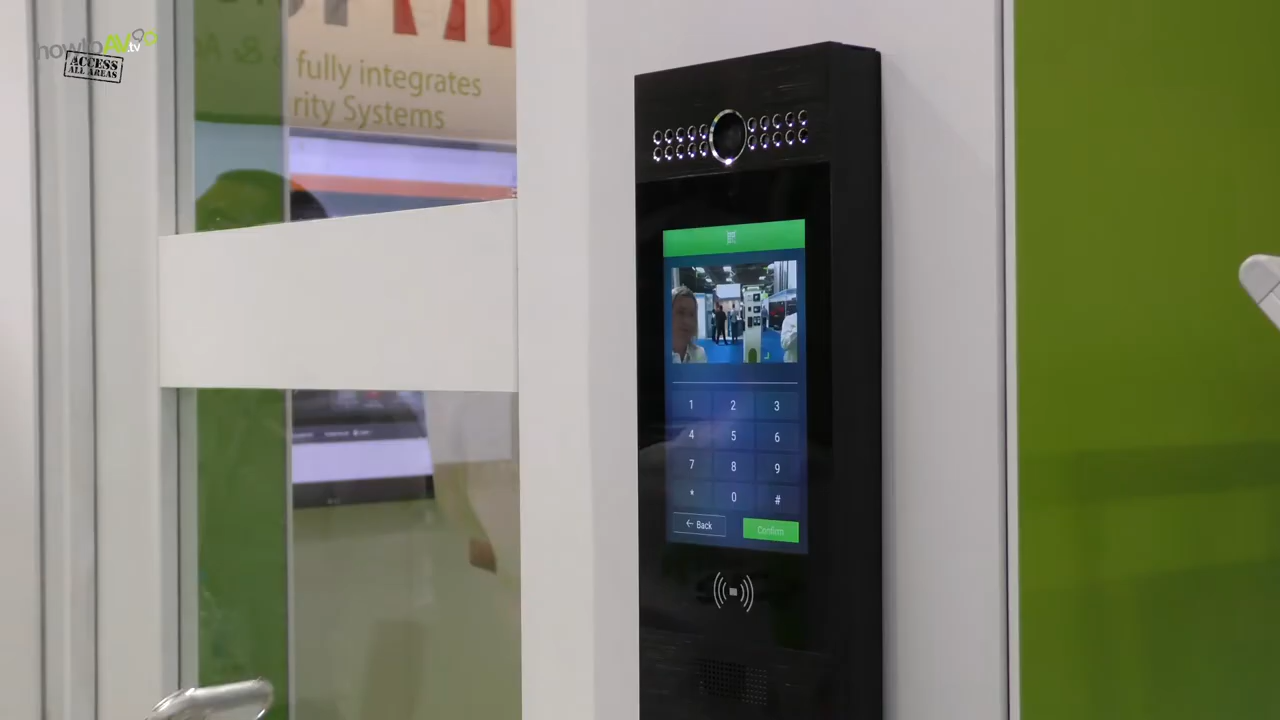 howtoAV.tv
ACCESS
ALL AREAS
fully integrates
rity Systems
1 2 3
4 5 6
7 8 9
* 0 #
← Back
Confirm